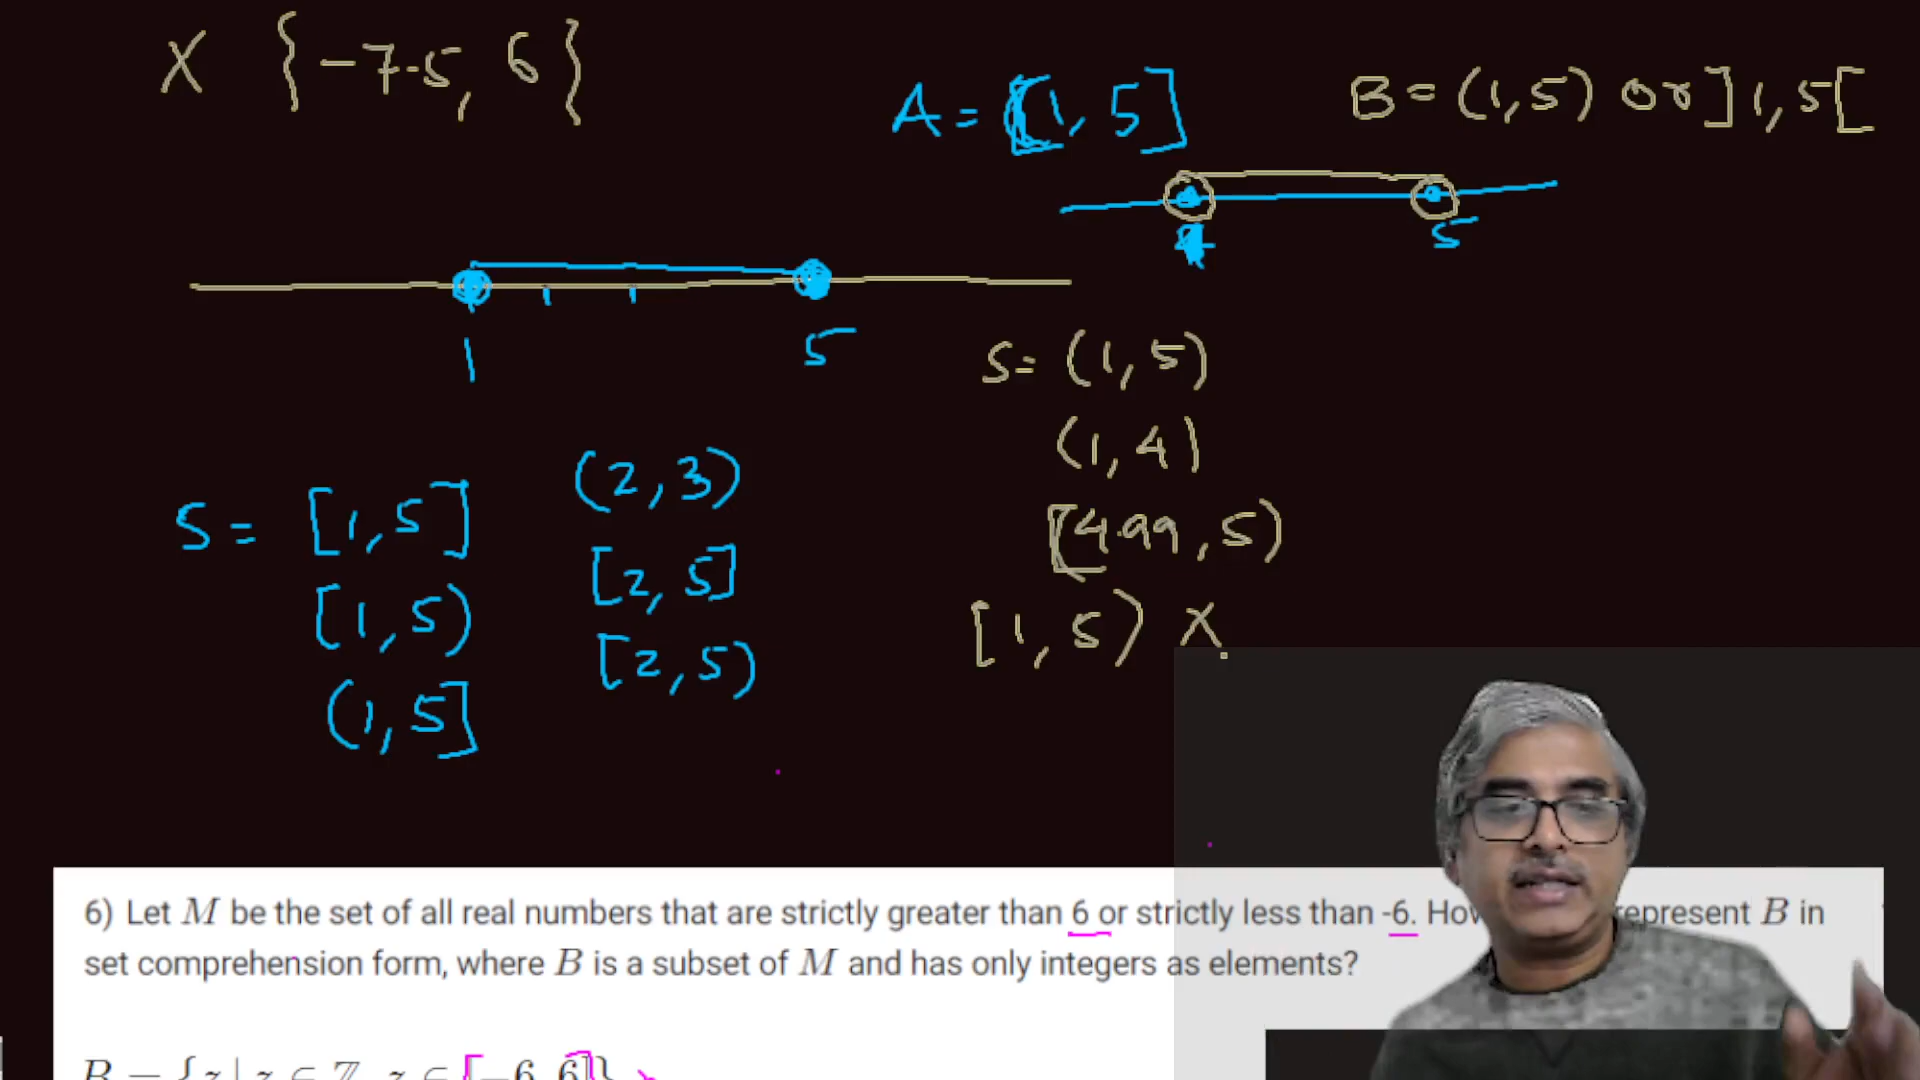 X {-7.5, 6}
A = [1, 5]
B = (1,5) or ]1,5[
1 5
5
S = (1,5)
(1,4)
[4.99,5)
[1,5) X
S = [1,5]
[1,5)
(1,5]
(2,3)
[2,5]
[2,5)
6) Let M be the set of all real numbers that are strictly greater than 6 or strictly less than -6. represent B in
set comprehension form, where B is a subset of M and has only integers as elements?
B = {z | z ∈ ℤ, z ∈ [-6, 6]}